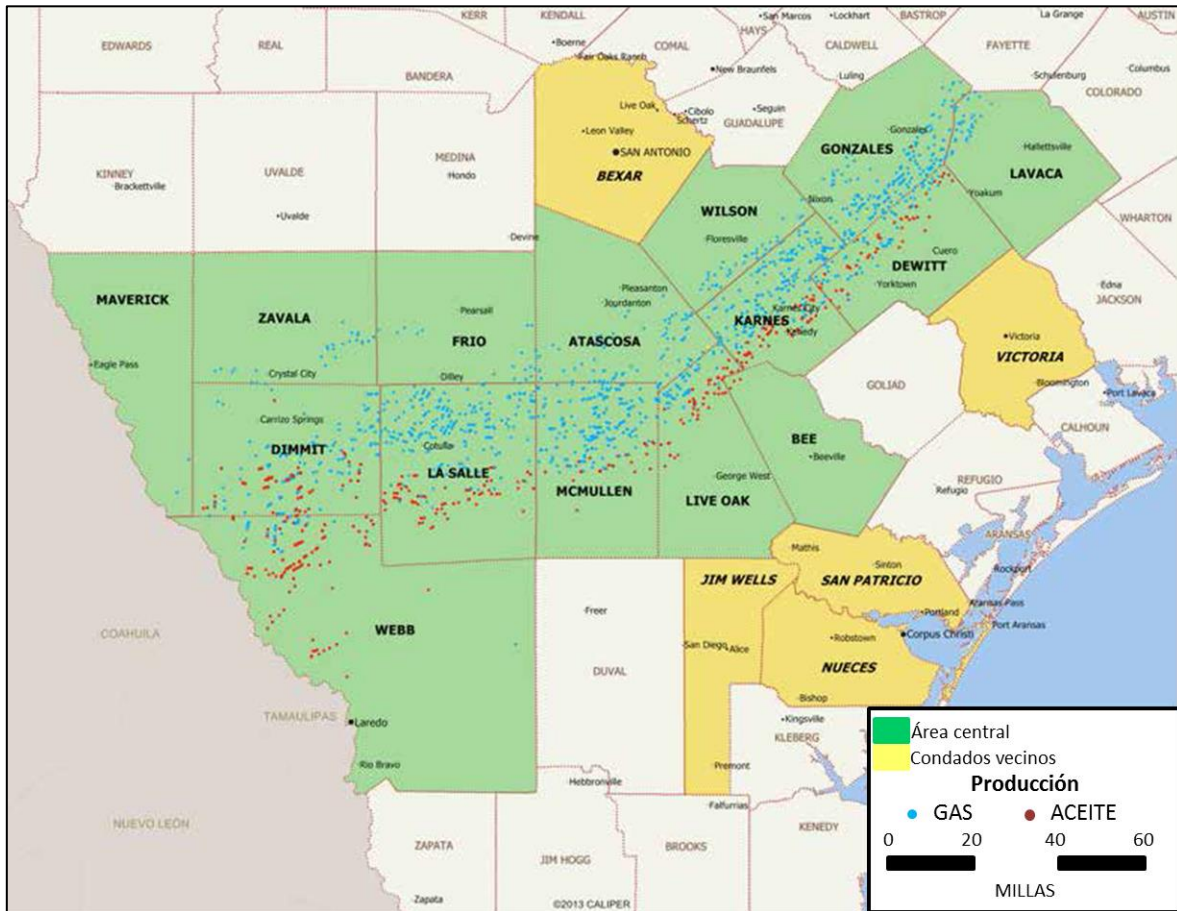 KERR
KENDALL
San Marcos
Lockhart
BASTROP
La Grange
AUSTIN
EDWARDS
REAL
Boerne
HAYS
COMAL
CALDWELL
FAYETTE
BANDERA
Fair Oaks Ranch
New Braunfels
Luling
Schulenburg
Columbus
COLORADO
Live Oak
Cibolo
Schertz
Seguin
GUADALUPE
Leon Valley
SAN ANTONIO
Gonzales
GONZALES
Hallettsville
KINNEY
Brackettville
UVALDE
MEDINA
Hondo
BEXAR
LAVACA
Uvalde
WILSON
Nixon
Yoakum
WHARTON
Devine
Floresville
Cuero
DEWITT
MAVERICK
Pleasanton
Yorktown
Edna
JACKSON
ZAVALA
Pearsall
Jourdanton
Karnes City
KARNES
Kenedy
FRIO
ATASCOSA
Victoria
VICTORIA
Eagle Pass
Crystal City
Dilley
GOLIAD
Bloomington
Port Lavaca
CALHOUN
Carrizo Springs
DIMMIT
Cotulla
LA SALLE
BEE
Beeville
MCMULLEN
George West
LIVE OAK
REFUGIO
Refugio
ARANSAS
Mathis
Rockport
JIM WELLS
Sinton
SAN PATRICIO
Portland
Aransas Pass
Port Aransas
COAHUILA
WEBB
Freer
San Diego
Alice
Robstown
Corpus Christi
DUVAL
NUECES
TAMAULIPAS
Laredo
Bishop
Kingsville
KLEBERG
Rio Bravo
Hebbronville
Premont
Falfurrias
NUEVO LEÓN
ZAPATA
JIM HOGG
BROOKS
KENEDY
Zapata
©2013 CALIPER
Área central
Condados vecinos
Producción
GAS ACEITE
0 20 40 60
MILLAS